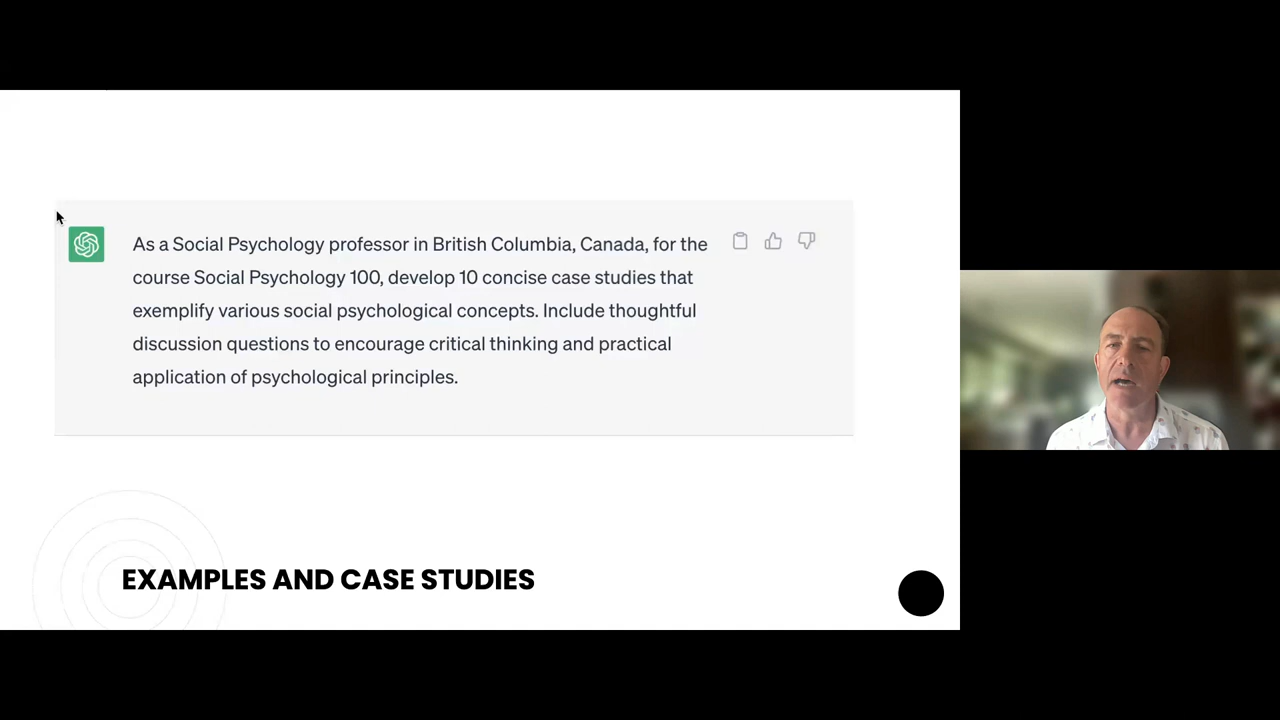 As a Social Psychology professor in British Columbia, Canada, for the
course Social Psychology 100, develop 10 concise case studies that
exemplify various social psychological concepts. Include thoughtful
discussion questions to encourage critical thinking and practical
application of psychological principles.
EXAMPLES AND CASE STUDIES